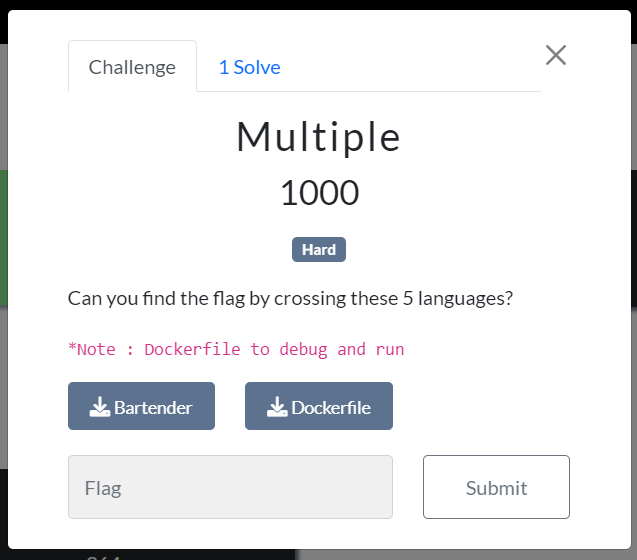 Challenge
1 Solve
Multiple
1000
Hard
Can you find the flag by crossing these 5 languages?
*Note : Dockerfile to debug and run
Bartender
Dockerfile
Flag
Submit